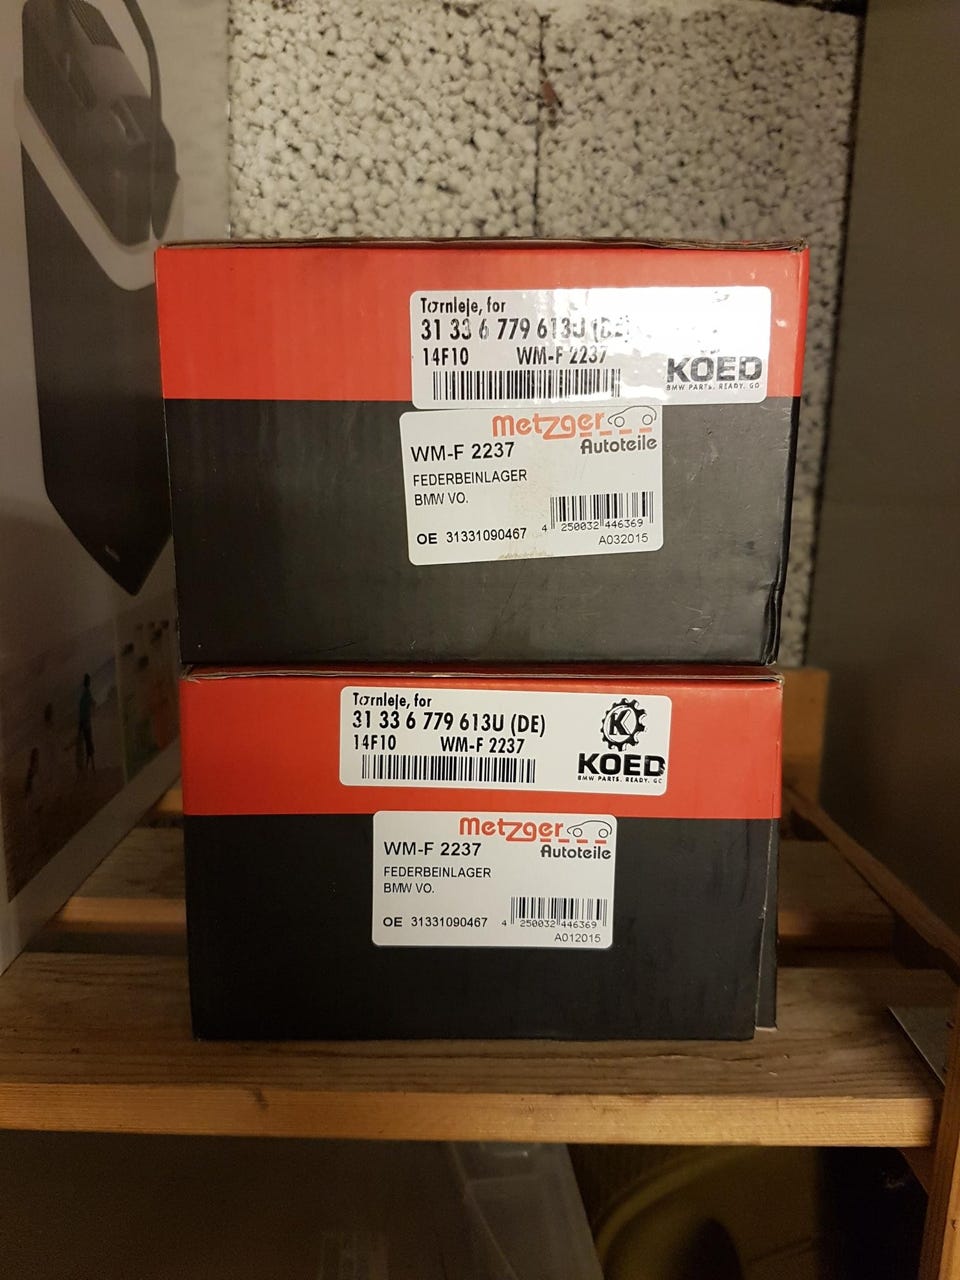 Tårnleje, for
31 33 6 779 613U (DE)
14F10 WM-F 2237
KOED
BMW PARTS. READY. GO
Metzger
Autoteile
WM-F 2237
FEDERBEINLAGER
BMW VO.
OE 31331090467
4 250032 446369
A032015
Tårnleje, for
31 33 6 779 613U (DE)
14F10 WM-F 2237
K
KOED
BMW PARTS. READY. GO
Metzger
Autoteile
WM-F 2237
FEDERBEINLAGER
BMW VO.
OE 31331090467
4 250032 446369
A012015